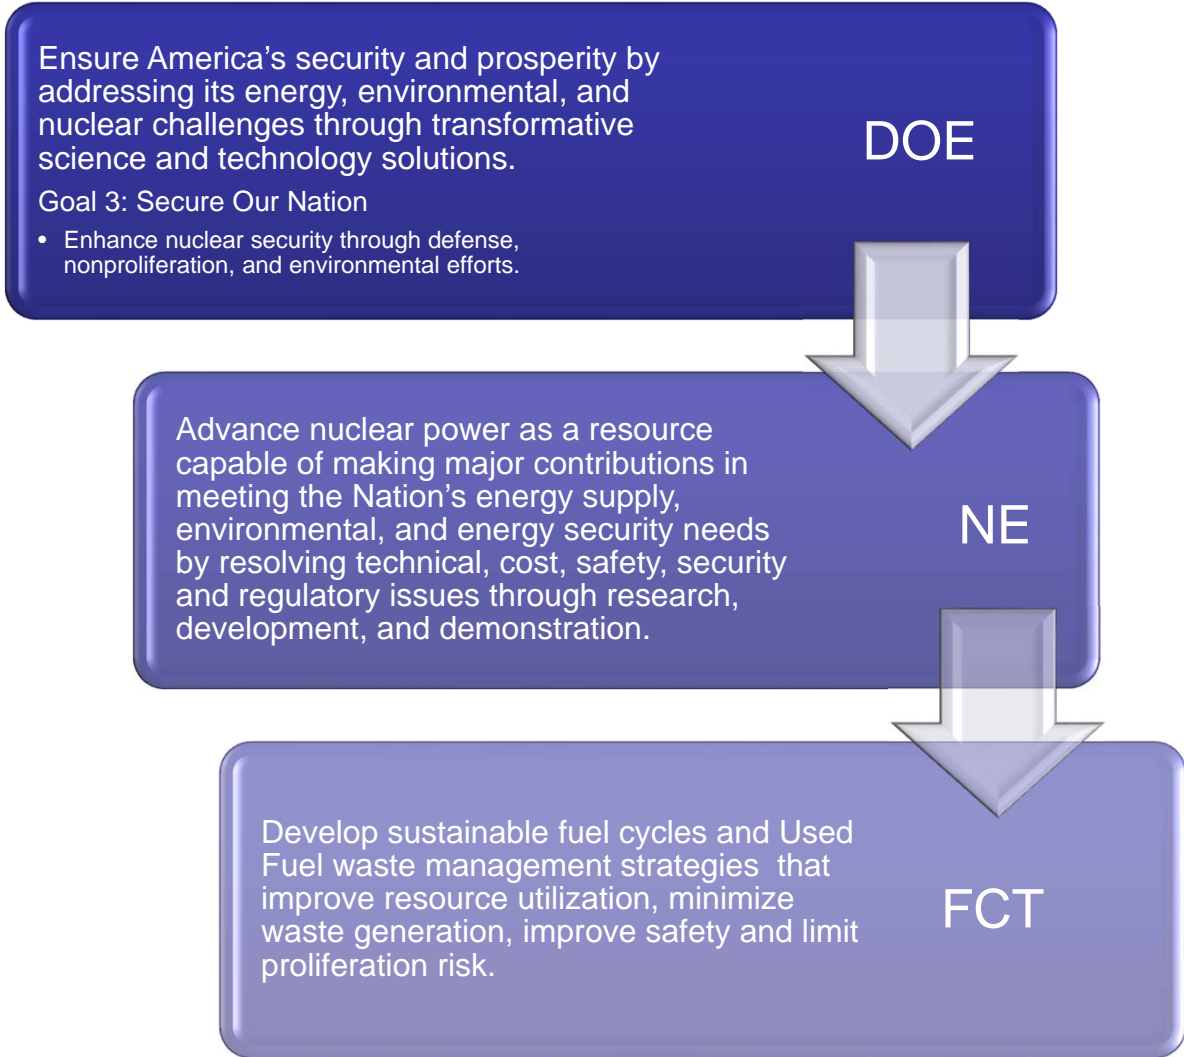 Ensure America’s security and prosperity by
addressing its energy, environmental, and
nuclear challenges through transformative
science and technology solutions.
Goal 3: Secure Our Nation
• Enhance nuclear security through defense,
nonproliferation, and environmental efforts.
DOE
Advance nuclear power as a resource
capable of making major contributions in
meeting the Nation’s energy supply,
environmental, and energy security needs
by resolving technical, cost, safety, security
and regulatory issues through research,
development, and demonstration.
NE
Develop sustainable fuel cycles and Used
Fuel waste management strategies  that
improve resource utilization, minimize
waste generation, improve safety and limit
proliferation risk.
FCT